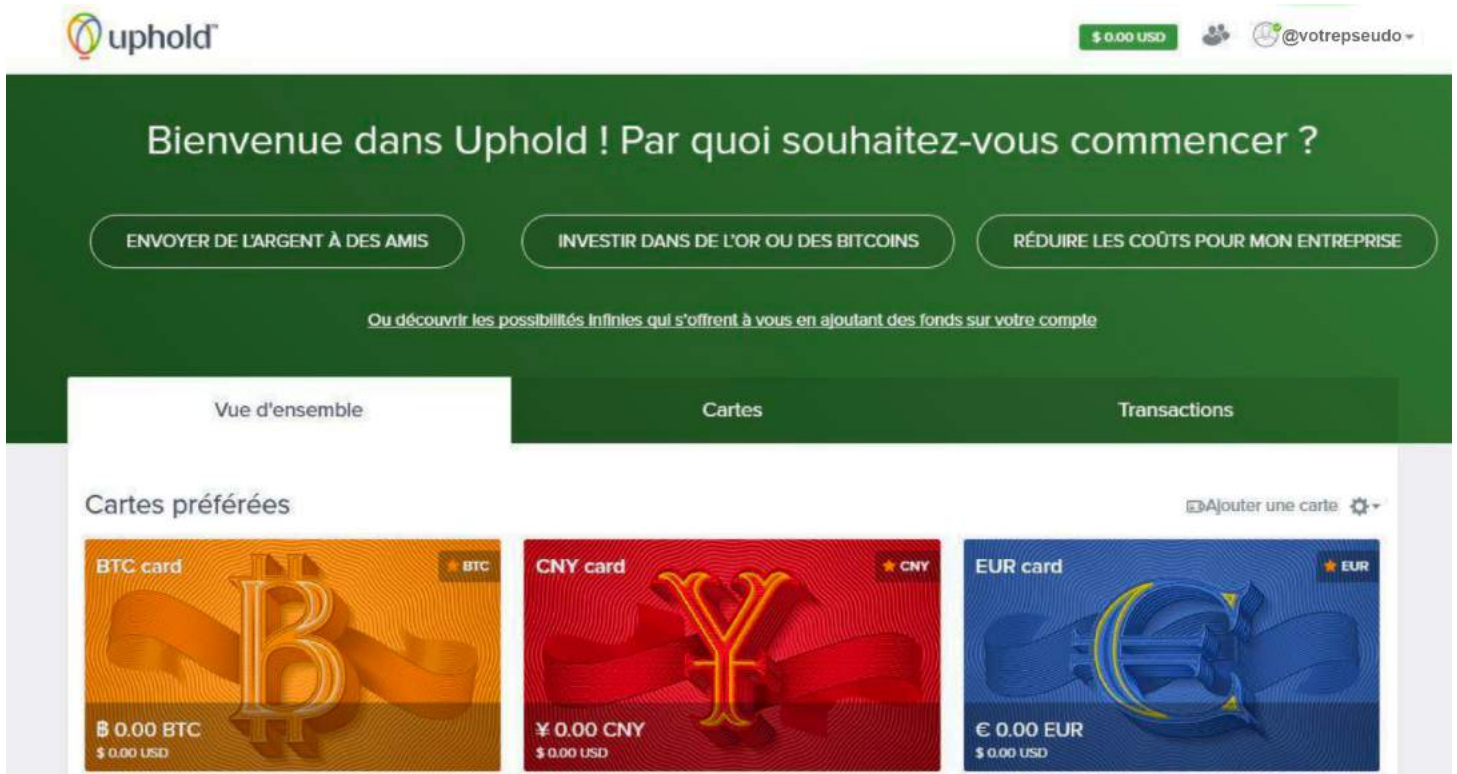 uphold™
$ 0.00 USD
@votrepseudo
Bienvenue dans Uphold ! Par quoi souhaitez-vous commencer ?
ENVOYER DE L'ARGENT À DES AMIS
INVESTIR DANS DE L'OR OU DES BITCOINS
RÉDUIRE LES COÛTS POUR MON ENTREPRISE
Ou découvrir les possibilités infinies qui s'offrent à vous en ajoutant des fonds sur votre compte
Vue d'ensemble
Cartes
Transactions
Cartes préférées
Ajouter une carte
BTC card
BTC
฿ 0.00 BTC
$ 0.00 USD
CNY card
CNY
¥ 0.00 CNY
$ 0.00 USD
EUR card
EUR
€ 0.00 EUR
$ 0.00 USD